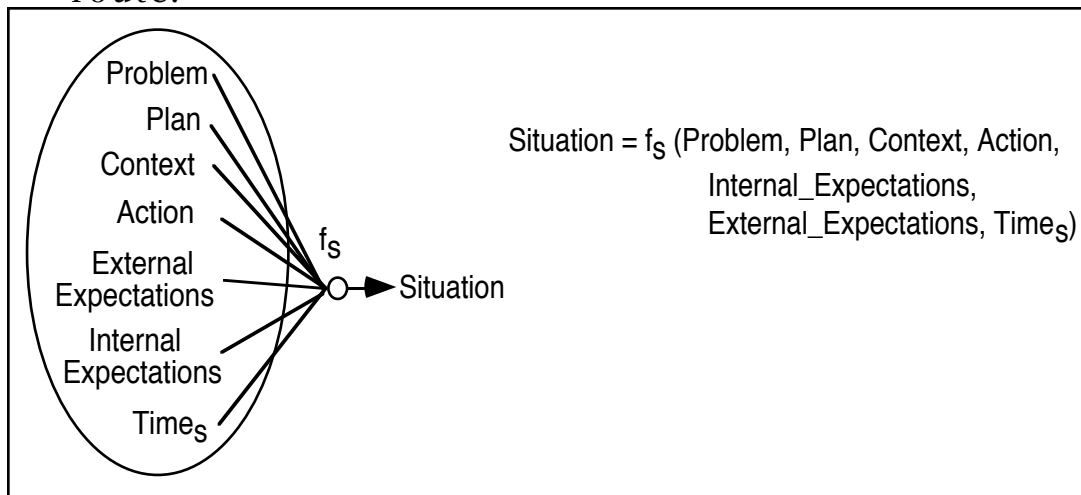 route.
Problem
Plan
Context
Action
External
Expectations
Internal
Expectations
Times
fs
Situation
Situation = fs (Problem, Plan, Context, Action,
Internal_Expectations,
External_Expectations, Times)